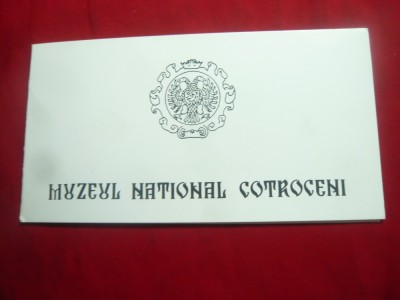 MUZEUL NATIONAL COTROCENI